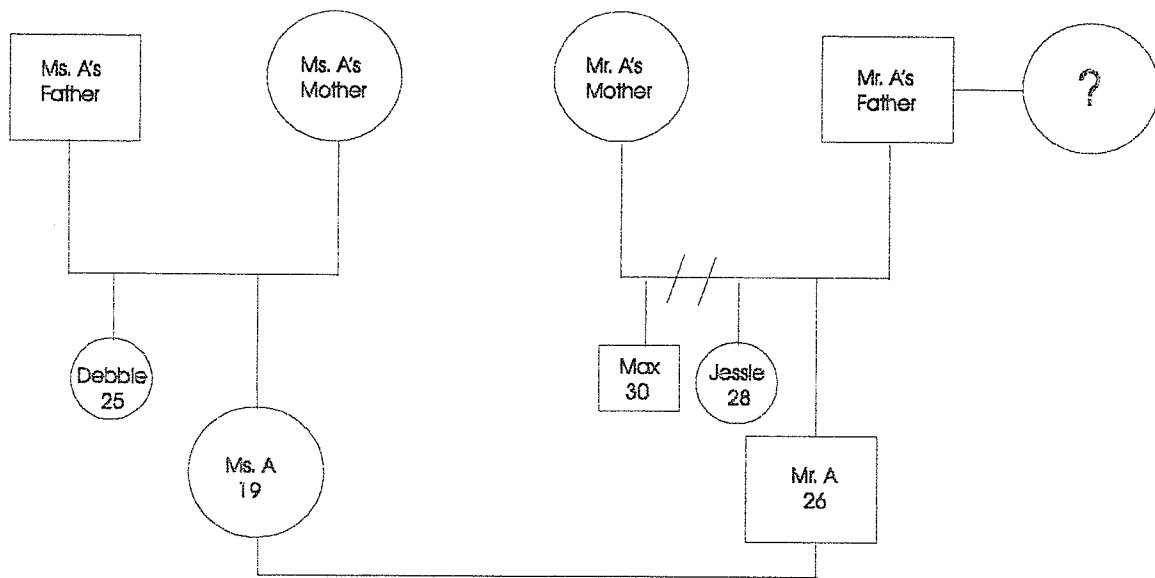 Ms. A's
Father
Ms. A's
Mother
Mr. A's
Mother
Mr. A's
Father
?
Debbie
25
Max
30
Jessie
28
Ms. A
19
Mr. A
26